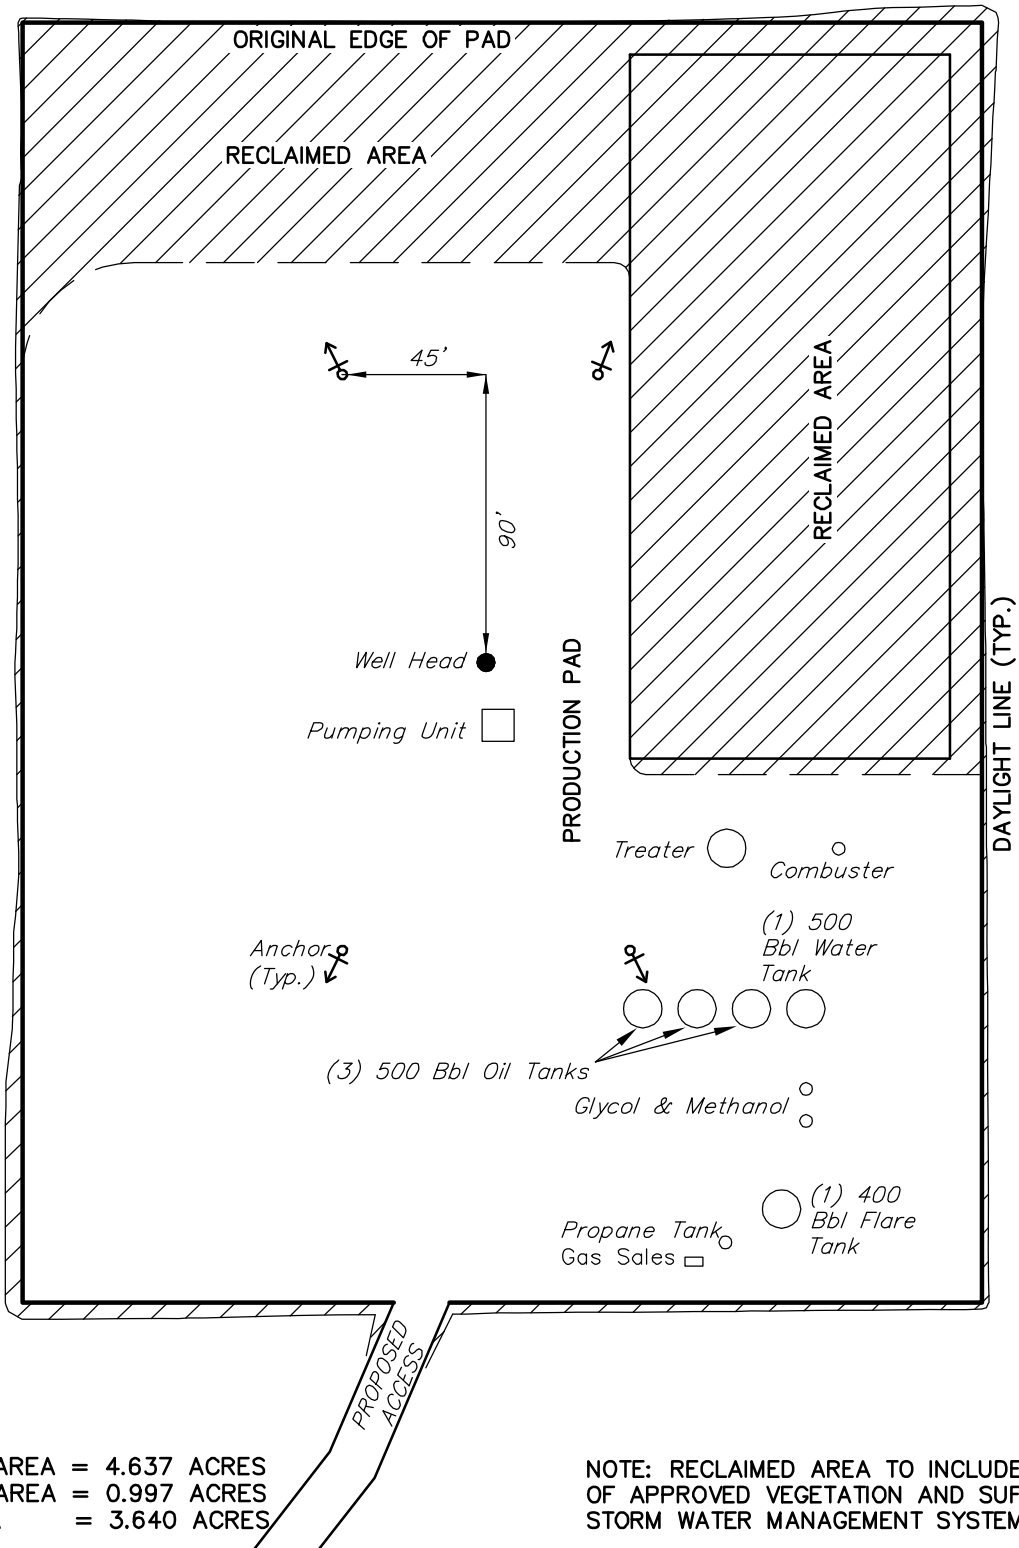 ORIGINAL EDGE OF PAD
RECLAIMED AREA
RECLAIMED AREA
45'
90'
Well Head
Pumping Unit
PRODUCTION PAD
DAYLIGHT LINE (TYP.)
Treater
Combuster
(1) 500
Bbl Water
Tank
Anchor
(Typ.)
(3) 500 Bbl Oil Tanks
Glycol & Methanol
(1) 400
Bbl Flare
Tank
Propane Tank
Gas Sales
PROPOSED
ACCESS
AREA = 4.637 ACRES
AREA = 0.997 ACRES
= 3.640 ACRES
NOTE: RECLAIMED AREA TO INCLUDE
OF APPROVED VEGETATION AND
STORM WATER MANAGEMENT SYSTEM